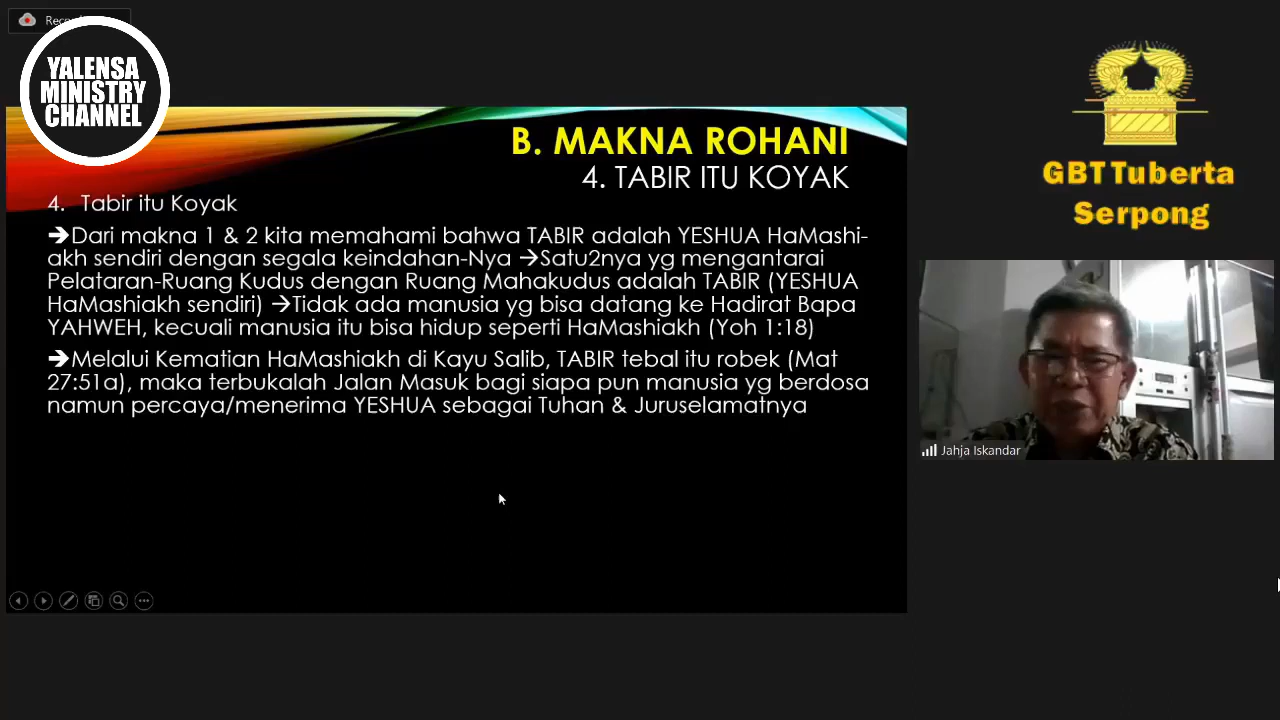 Rec
YALENSA
MINISTRY
CHANNEL
B. MAKNA ROHANI
4. TABIR ITU KOYAK
4. Tabir itu Koyak
➔Dari makna 1 & 2 kita memahami bahwa TABIR adalah YESHUA HaMashi-
akh sendiri dengan segala keindahan-Nya ➔Satu2nya yg mengantarai
Pelataran-Ruang Kudus dengan Ruang Mahakudus adalah TABIR (YESHUA
HaMashiakh sendiri) ➔Tidak ada manusia yg bisa datang ke Hadirat Bapa
YAHWEH, kecuali manusia itu bisa hidup seperti HaMashiakh (Yoh 1:18)
➔Melalui Kematian HaMashiakh di Kayu Salib, TABIR tebal itu robek (Mat
27:51a), maka terbukalah Jalan Masuk bagi siapa pun manusia yg berdosa
namun percaya/menerima YESHUA sebagai Tuhan & Juruselamatnya
GBT Tuberta
Serpong
Jahja Iskandar